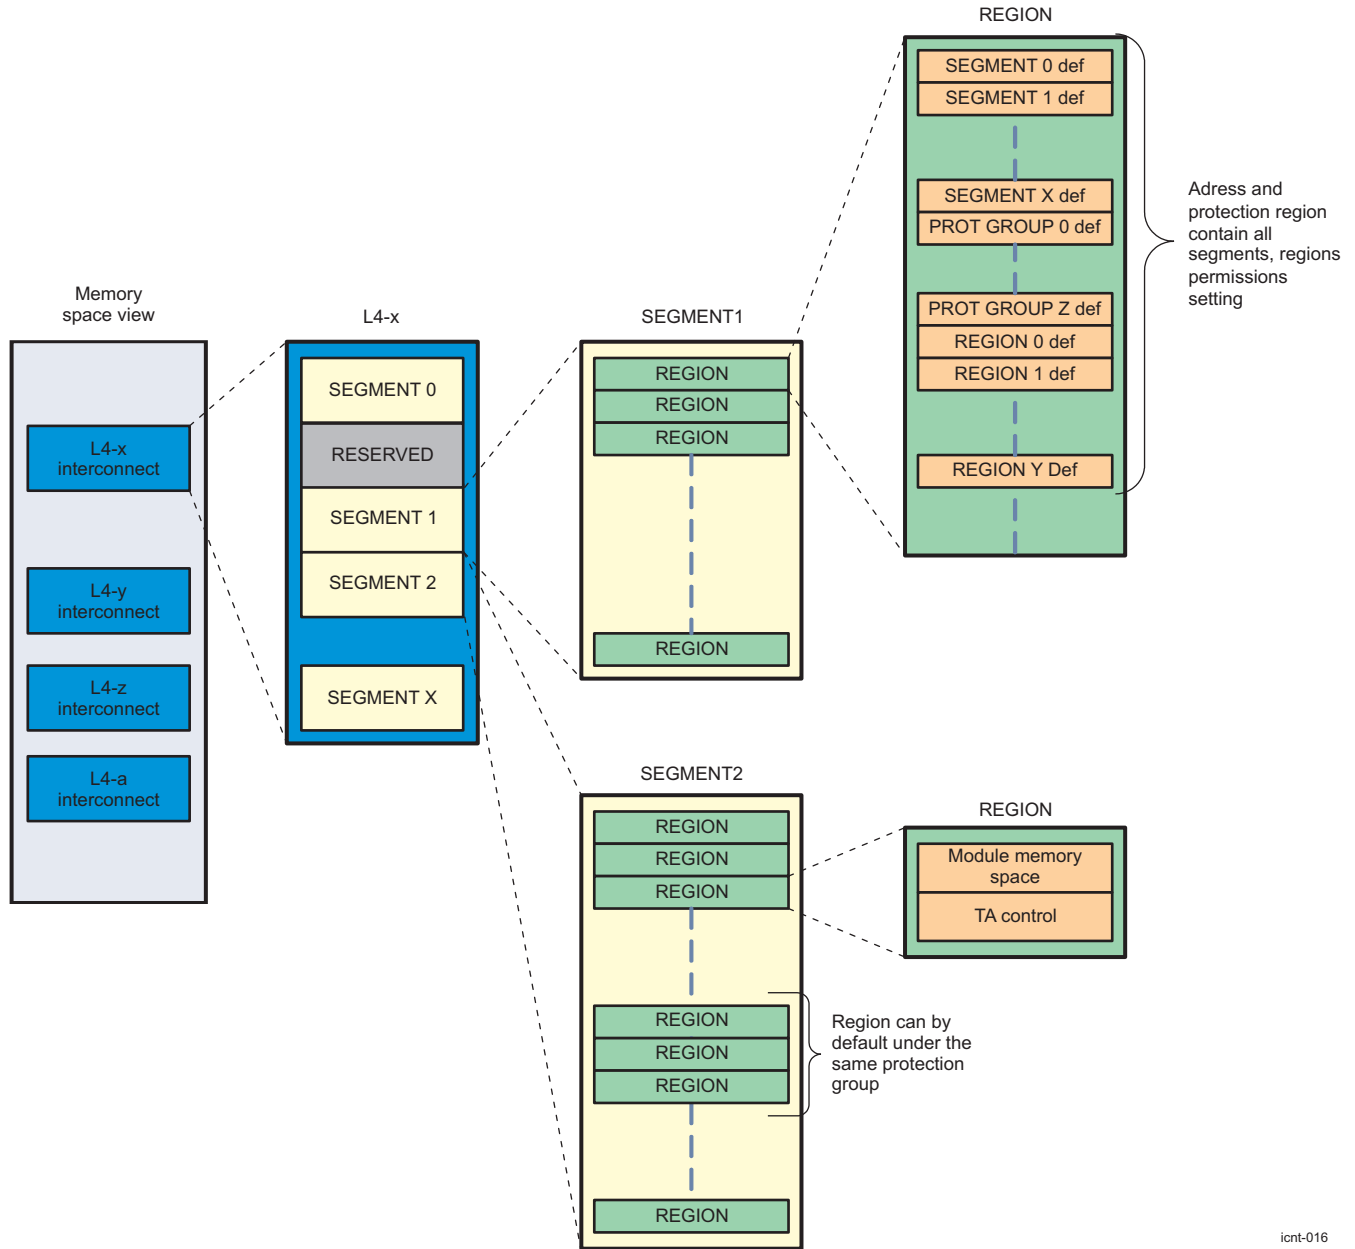 Memory
space view
L4-x
interconnect
L4-y
interconnect
L4-z
interconnect
L4-a
interconnect
L4-x
SEGMENT 0
RESERVED
SEGMENT 1
SEGMENT 2
SEGMENT X
SEGMENT1
REGION
REGION
REGION
REGION
REGION
SEGMENT 0 def
SEGMENT 1 def
SEGMENT X def
PROT GROUP 0 def
PROT GROUP Z def
REGION 0 def
REGION 1 def
REGION Y Def
Adress and
protection region
contain all
segments, regions
permissions
setting
SEGMENT2
REGION
REGION
REGION
REGION
REGION
REGION
REGION
Region can by
default under the
same protection
group
REGION
Module memory
space
TA control
icnt-016